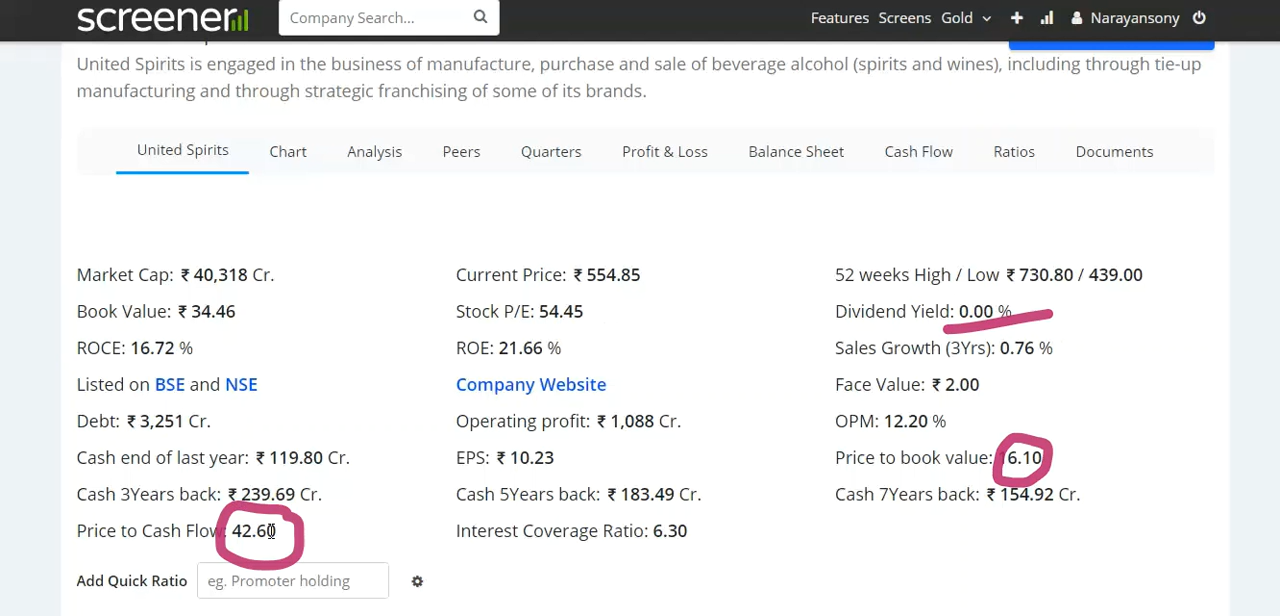 screener
Company Search...
Features Screens Gold Narayansony
United Spirits is engaged in the business of manufacture, purchase and sale of beverage alcohol (spirits and wines), including through tie-up
manufacturing and through strategic franchising of some of its brands.
United Spirits Chart Analysis Peers Quarters Profit & Loss Balance Sheet Cash Flow Ratios Documents
Market Cap: ₹ 40,318 Cr. Current Price: ₹ 554.85 52 weeks High / Low ₹ 730.80 / 439.00
Book Value: ₹ 34.46 Stock P/E: 54.45 Dividend Yield: 0.00 %
ROCE: 16.72 % ROE: 21.66 % Sales Growth (3Yrs): 0.76 %
Listed on BSE and NSE Company Website Face Value: ₹ 2.00
Debt: ₹ 3,251 Cr. Operating profit: ₹ 1,088 Cr. OPM: 12.20 %
Cash end of last year: ₹ 119.80 Cr. EPS: ₹ 10.23 Price to book value: 16.10
Cash 3Years back: ₹ 239.69 Cr. Cash 5Years back: ₹ 183.49 Cr. Cash 7Years back: ₹ 154.92 Cr.
Price to Cash Flow: 42.60 Interest Coverage Ratio: 6.30
Add Quick Ratio eg. Promoter holding